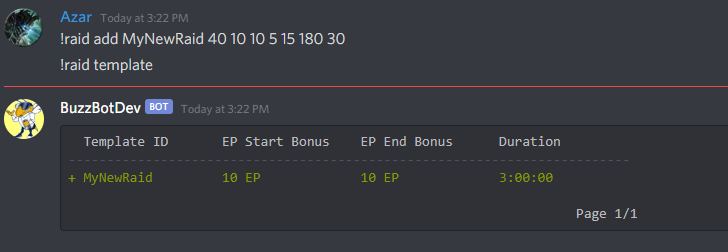 Azar Today at 3:22 PM
!raid add MyNewRaid 40 10 10 5 15 180 30
!raid template
BuzzBotDev BOT Today at 3:22 PM
Template ID EP Start Bonus EP End Bonus Duration
--------------------------------------------------------------------------
+ MyNewRaid 10 EP 10 EP 3:00:00
Page 1/1